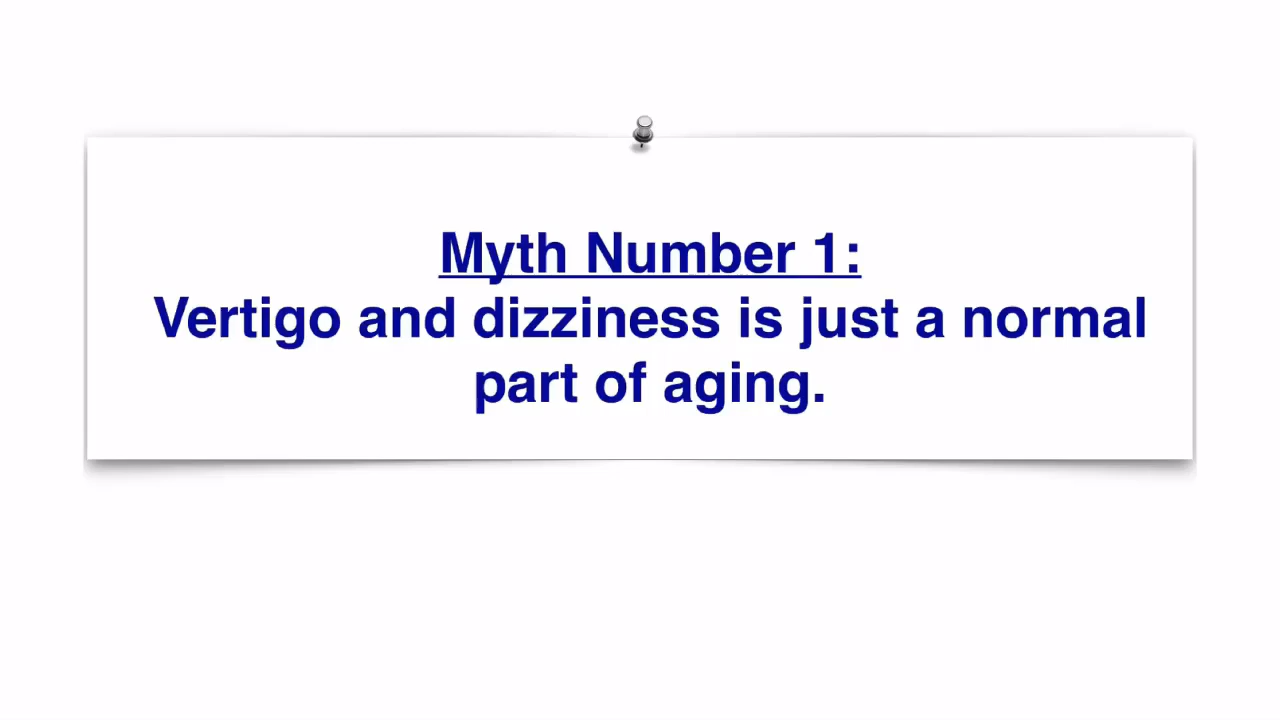 Myth Number 1:
Vertigo and dizziness is just a normal
part of aging.